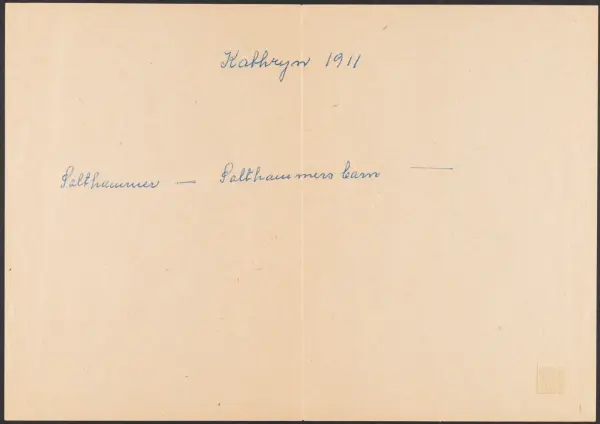 Kathryn 1911
Salthammer — Salthammers barn —